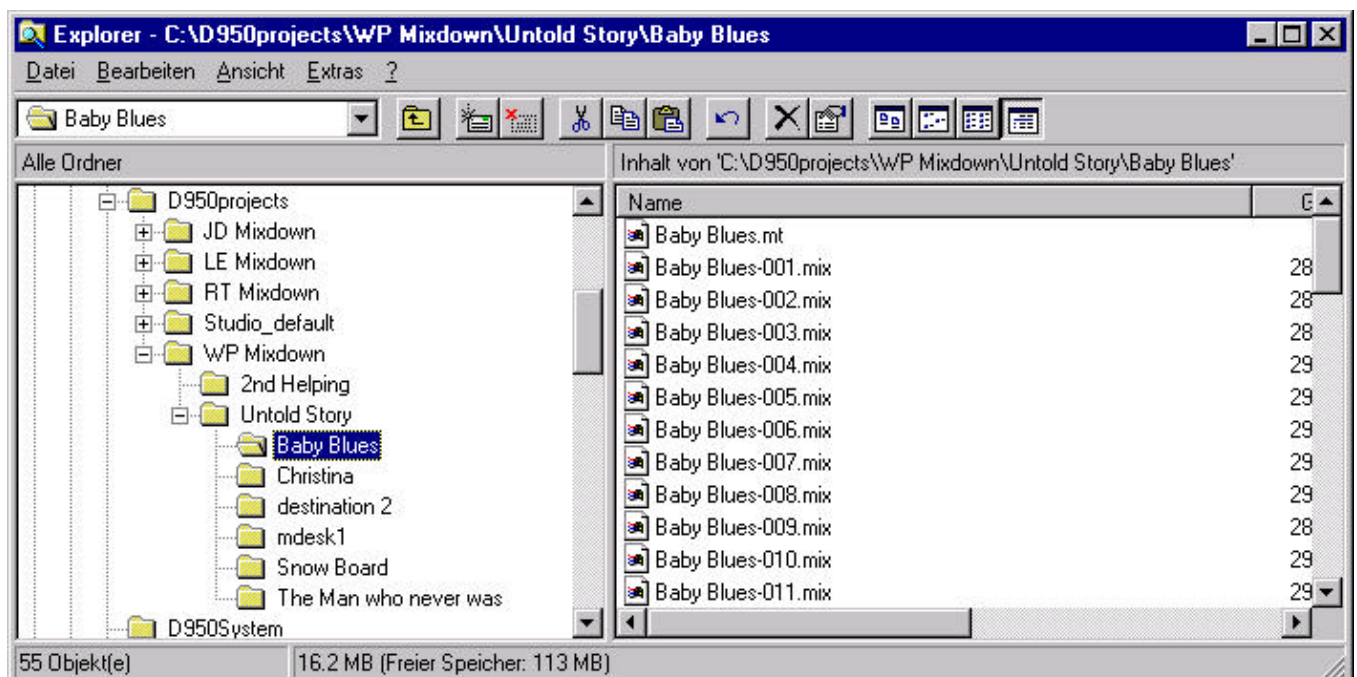 Explorer - C:\D950projects\WP Mixdown\Untold Story\Baby Blues
Datei Bearbeiten Ansicht Extras ?
Baby Blues
Alle Ordner
Inhalt von 'C:\D950projects\WP Mixdown\Untold Story\Baby Blues'
D950projects
JD Mixdown
LE Mixdown
RT Mixdown
Studio_default
WP Mixdown
2nd Helping
Untold Story
Baby Blues
Christina
destination 2
mdesk1
Snow Board
The Man who never was
D950System
Name
Baby Blues.mt
Baby Blues-001.mix 28
Baby Blues-002.mix 28
Baby Blues-003.mix 28
Baby Blues-004.mix 29
Baby Blues-005.mix 29
Baby Blues-006.mix 29
Baby Blues-007.mix 29
Baby Blues-008.mix 29
Baby Blues-009.mix 28
Baby Blues-010.mix 29
Baby Blues-011.mix 29
55 Objekt(e)
16.2 MB (Freier Speicher: 113 MB)